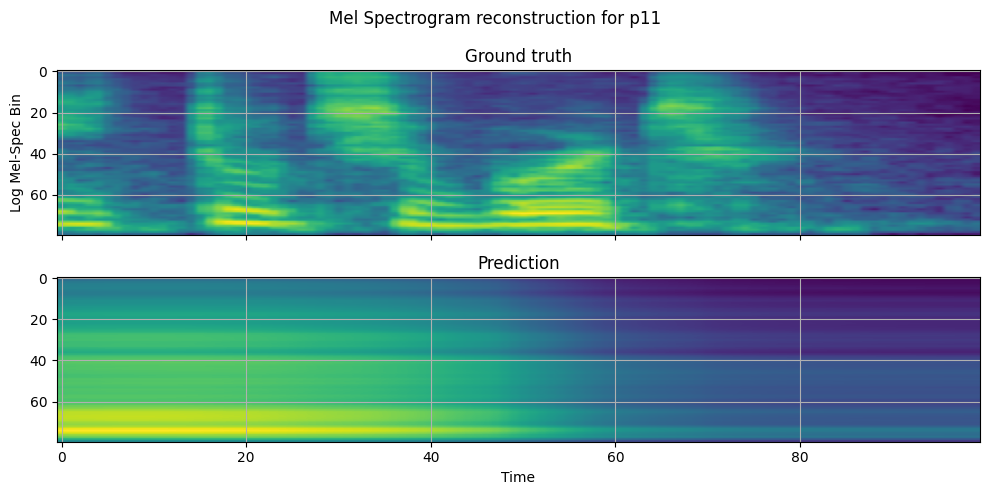 Mel Spectrogram reconstruction for p11
Ground truth
Log Mel-Spec Bin
0
20
40
60
Prediction
0
20
40
60
0 20 40 60 80
Time